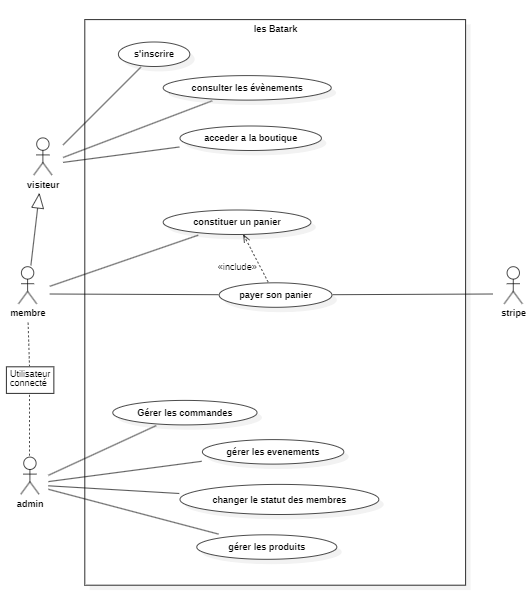 les Batark
s'inscrire
consulter les évènements
acceder a la boutique
visiteur
constituer un panier
«include»
payer son panier
membre
stripe
Utilisateur
connecté
Gérer les commandes
gérer les evenements
changer le statut des membres
admin
gérer les produits